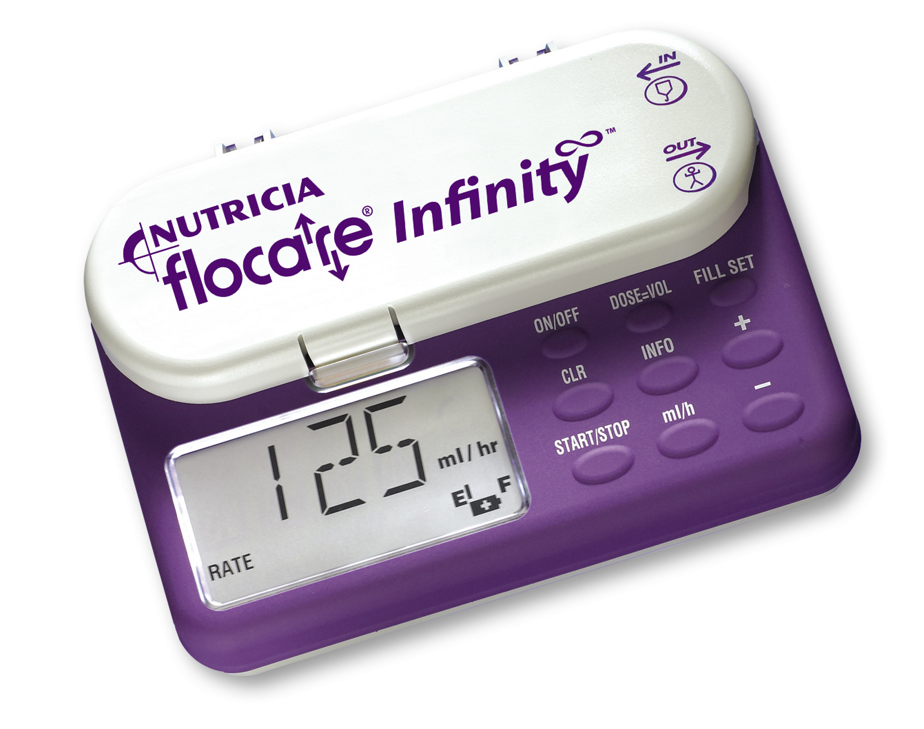 IN
OUT
NUTRICIA
flocare® Infinity™
ON/OFF
DOSE=VOL
FILL SET
CLR
INFO
+
START/STOP
ml/h
−
125 ml/hr
E F
RATE